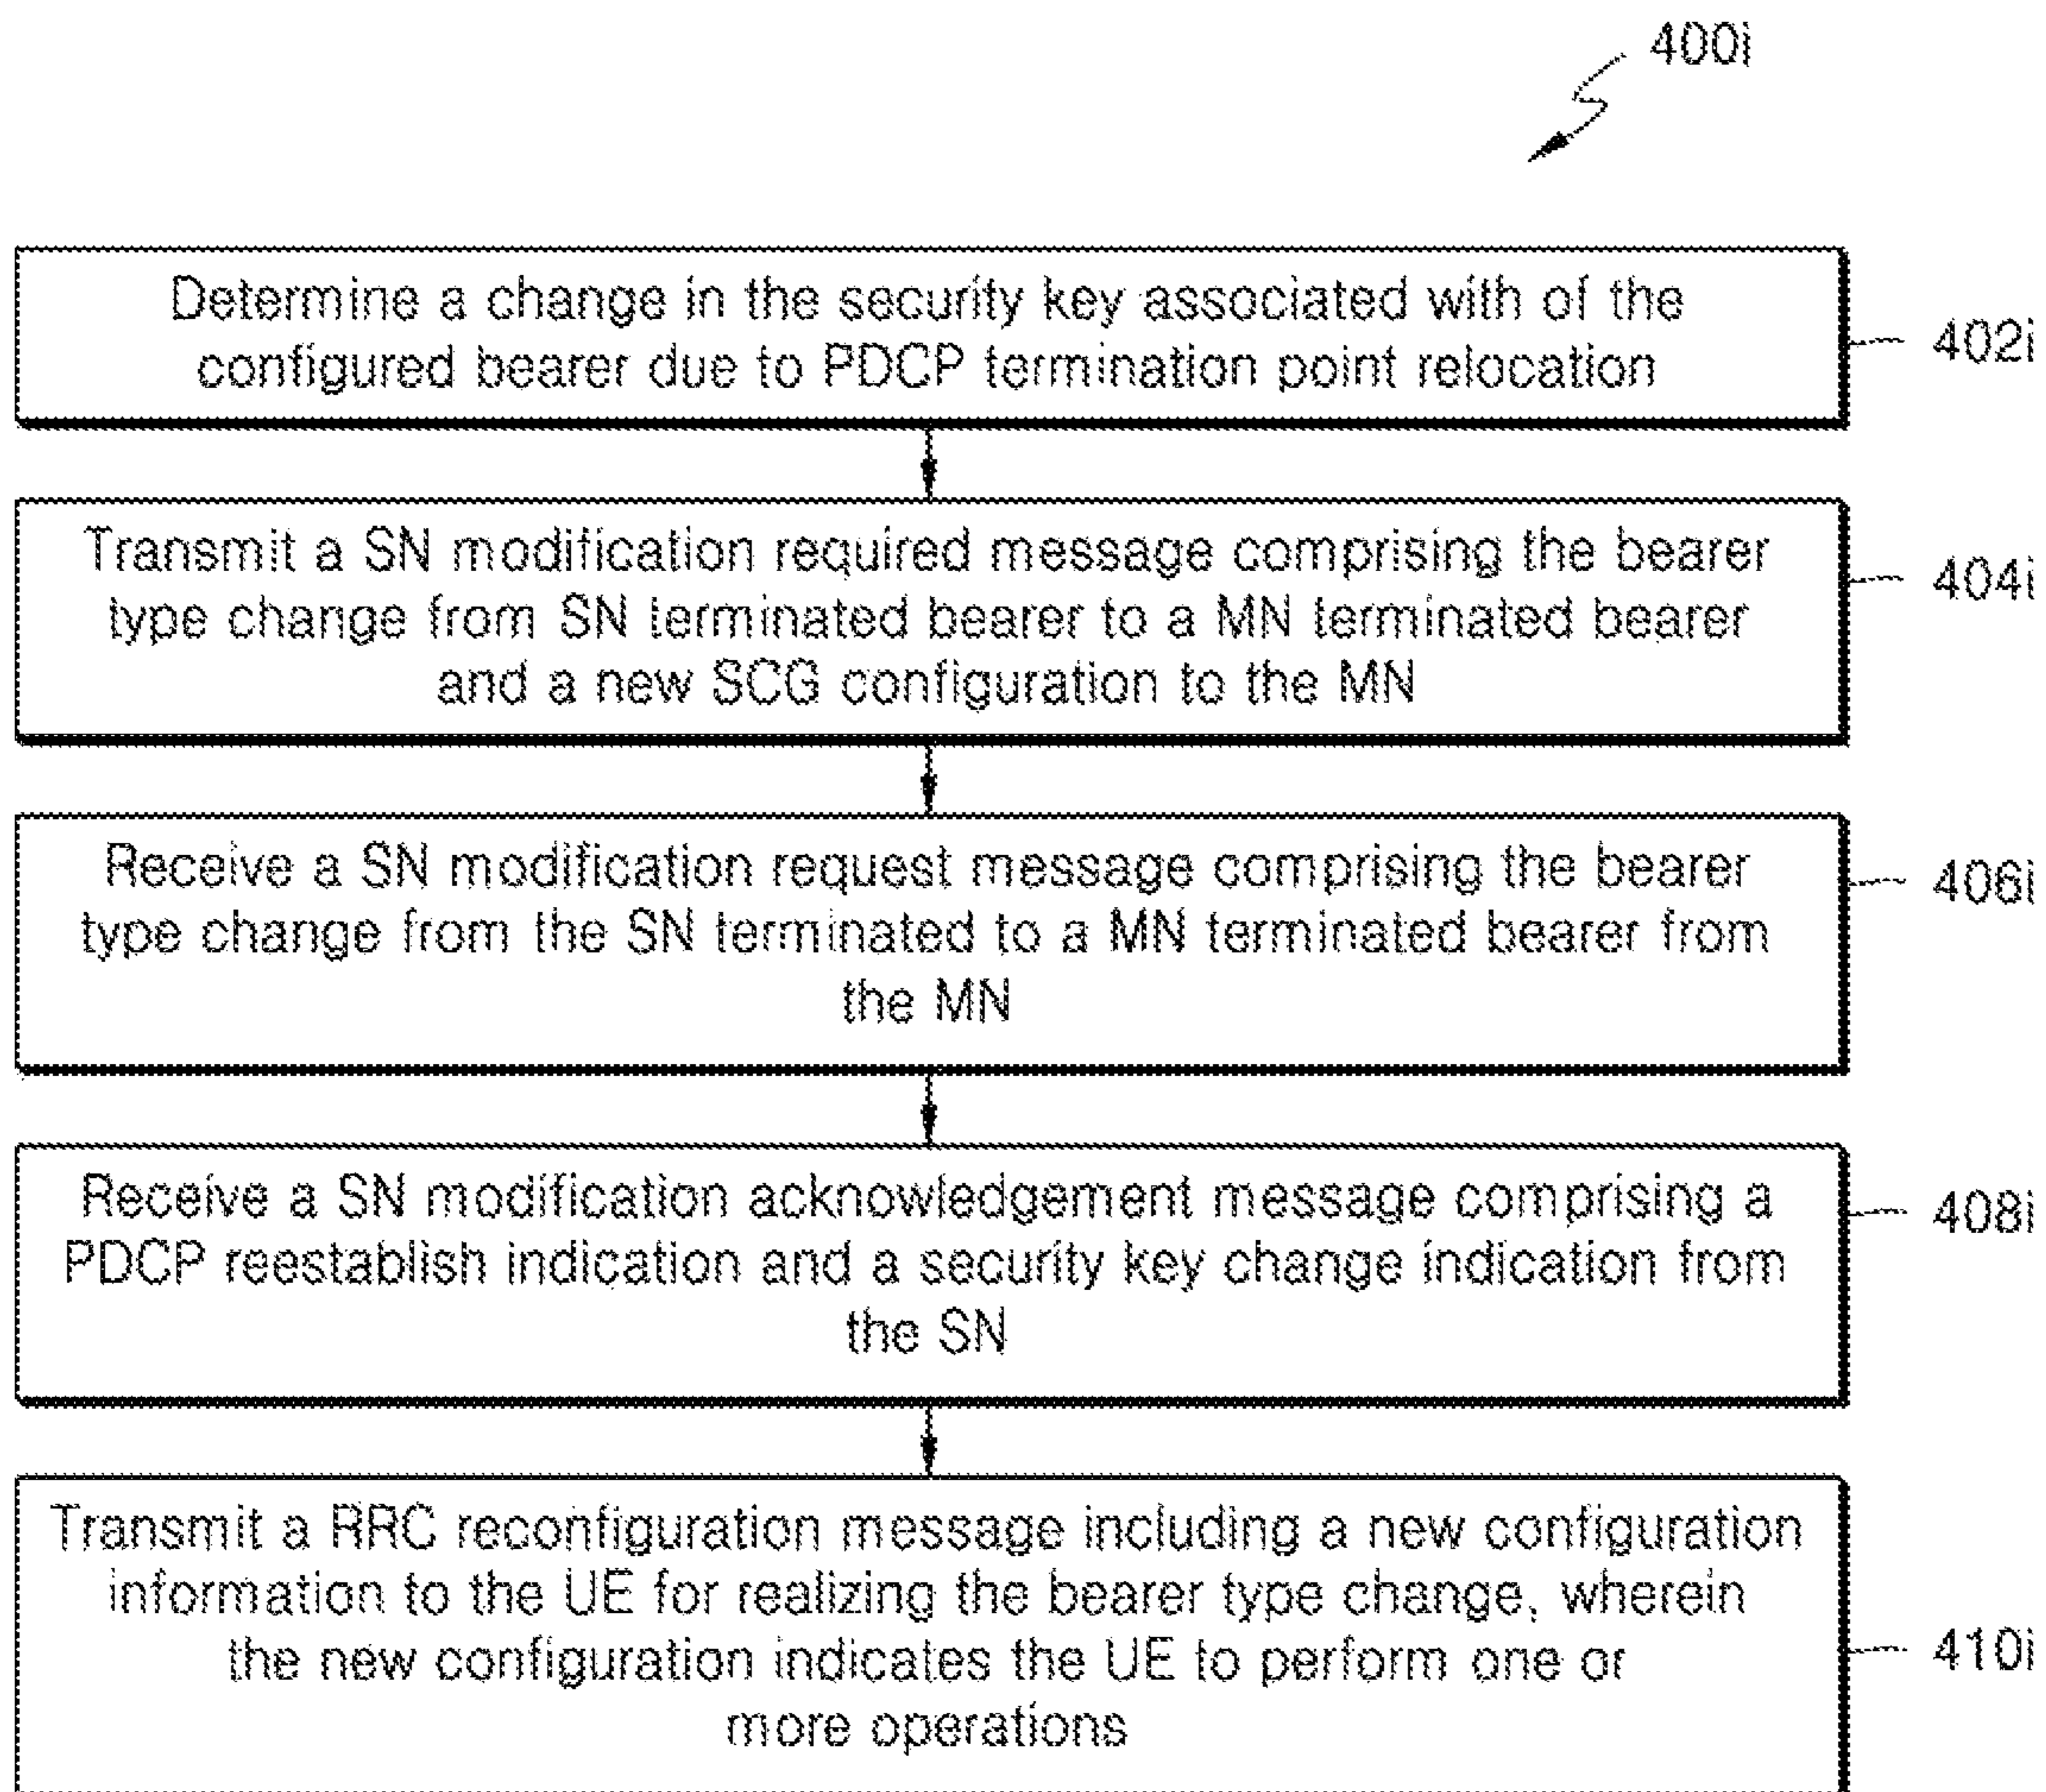 400i
Determine a change in the security key associated with of the
configured bearer due to PDCP termination point relocation
402i
Transmit a SN modification required message comprising the bearer
type change from SN terminated bearer to a MN terminated bearer
and a new SCG configuration to the MN
404i
Receive a SN modification request message comprising the bearer
type change from the SN terminated to a MN terminated bearer from
the MN
406i
Receive a SN modification acknowledgement message comprising a
PDCP reestablish indication and a security key change indication from
the SN
408i
Transmit a RRC reconfiguration message including a new configuration
information to the UE for realizing the bearer type change, wherein
the new configuration indicates the UE to perform one or
more operations
410i